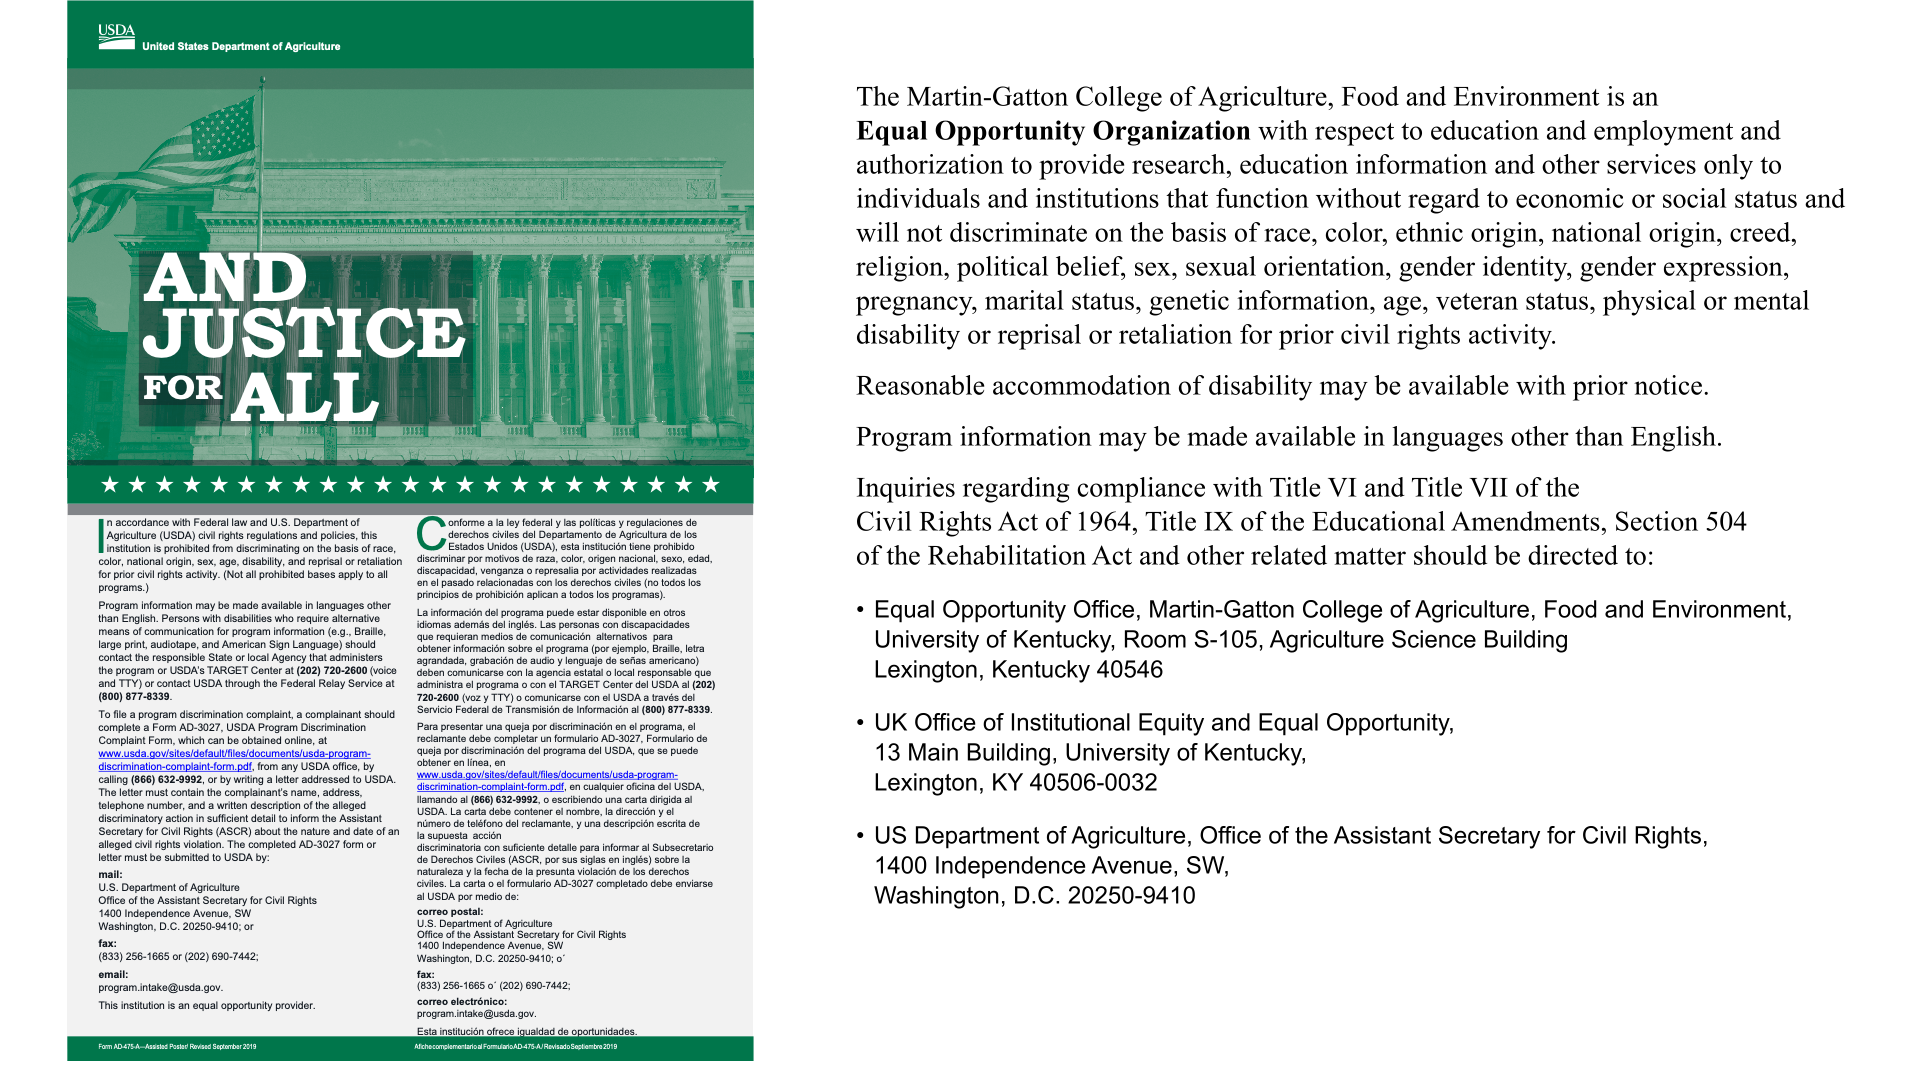 USDA
United States Department of Agriculture
AND
JUSTICE
FOR ALL
In accordance with Federal law and U.S. Department of
Agriculture (USDA) civil rights regulations and policies, this
institution is prohibited from discriminating on the basis of race,
color, national origin, sex, age, disability, and reprisal or retaliation
for prior civil rights activity. (Not all prohibited bases apply to all
programs.)
Program information may be made available in languages other
than English. Persons with disabilities who require alternative
means of communication for program information (e.g., Braille,
large print, audiotape, and American Sign Language) should
contact the responsible State or local Agency that administers
the program or USDA's TARGET Center at (202) 720-2600 (voice
and TTY) or contact USDA through the Federal Relay Service at
(800) 877-8339.
To file a program discrimination complaint, a complainant should
complete a Form AD-3027, USDA Program Discrimination
Complaint Form, which can be obtained online, at
www.usda.gov/sites/default/files/documents/usda-program-
discrimination-complaint-form.pdf, from any USDA office, by
calling (866) 632-9992, or by writing a letter addressed to USDA.
The letter must contain the complainant's name, address,
telephone number, and a written description of the alleged
discriminatory action in sufficient detail to inform the Assistant
Secretary for Civil Rights (ASCR) about the nature and date of an
alleged civil rights violation. The completed AD-3027 form or
letter must be submitted to USDA by:
mail:
U.S. Department of Agriculture
Office of the Assistant Secretary for Civil Rights
1400 Independence Avenue, SW
Washington, D.C. 20250-9410; or
fax:
(833) 256-1665 or (202) 690-7442;
email:
program.intake@usda.gov.
This institution is an equal opportunity provider.
Conforme a la ley federal y las políticas y regulaciones de
derechos civiles del Departamento de Agricultura de los
Estados Unidos (USDA), esta institución tiene prohibido
discriminar por motivos de raza, color, origen nacional, sexo, edad,
discapacidad, venganza o represalia por actividades realizadas
en el pasado relacionadas con los derechos civiles (no todos los
principios de prohibición aplican a todos los programas).
La información del programa puede estar disponible en otros
idiomas además del inglés. Las personas con discapacidades
que requieran medios de comunicación alternativos para
obtener información sobre el programa (por ejemplo, Braille, letra
agrandada, grabación de audio y lenguaje de señas americano)
deben comunicarse con la agencia estatal o local responsable que
administra el programa o con el TARGET Center del USDA al (202)
720-2600 (voz y TTY) o comunicarse con el USDA a través del
Servicio Federal de Transmisión de Información al (800) 877-8339.
Para presentar una queja por discriminación en el programa, el
reclamante debe completar un formulario AD-3027, Formulario de
queja por discriminación del programa del USDA, que se puede
obtener en línea, en
www.usda.gov/sites/default/files/documents/usda-program-
discrimination-complaint-form.pdf, en cualquier oficina del USDA,
llamando al (866) 632-9992, o escribiendo una carta dirigida al
USDA. La carta debe contener el nombre, la dirección y el
número de teléfono del reclamante, y una descripción escrita de
la supuesta acción
discriminatoria con suficiente detalle para informar al Subsecretario
de Derechos Civiles (ASCR, por sus siglas en inglés) sobre la
naturaleza y la fecha de la presunta violación de los derechos
civiles. La carta o el formulario AD-3027 completado debe enviarse
al USDA por medio de:
correo postal:
U.S. Department of Agriculture
Office of the Assistant Secretary for Civil Rights
1400 Independence Avenue, SW
Washington, D.C. 20250-9410; o´
fax:
(833) 256-1665 o´ (202) 690-7442;
correo electrónico:
program.intake@usda.gov.
Esta institución ofrece igualdad de oportunidades.
Form AD-475-A—Assisted Poster/ Revised September 2019
Afiche complementario al Formulario AD-475-A / Revisado Septiembre 2019
The Martin-Gatton College of Agriculture, Food and Environment is an
Equal Opportunity Organization with respect to education and employment and
authorization to provide research, education information and other services only to
individuals and institutions that function without regard to economic or social status and
will not discriminate on the basis of race, color, ethnic origin, national origin, creed,
religion, political belief, sex, sexual orientation, gender identity, gender expression,
pregnancy, marital status, genetic information, age, veteran status, physical or mental
disability or reprisal or retaliation for prior civil rights activity.
Reasonable accommodation of disability may be available with prior notice.
Program information may be made available in languages other than English.
Inquiries regarding compliance with Title VI and Title VII of the
Civil Rights Act of 1964, Title IX of the Educational Amendments, Section 504
of the Rehabilitation Act and other related matter should be directed to:
• Equal Opportunity Office, Martin-Gatton College of Agriculture, Food and Environment,
University of Kentucky, Room S-105, Agriculture Science Building
Lexington, Kentucky 40546
• UK Office of Institutional Equity and Equal Opportunity,
13 Main Building, University of Kentucky,
Lexington, KY 40506-0032
• US Department of Agriculture, Office of the Assistant Secretary for Civil Rights,
1400 Independence Avenue, SW,
Washington, D.C. 20250-9410